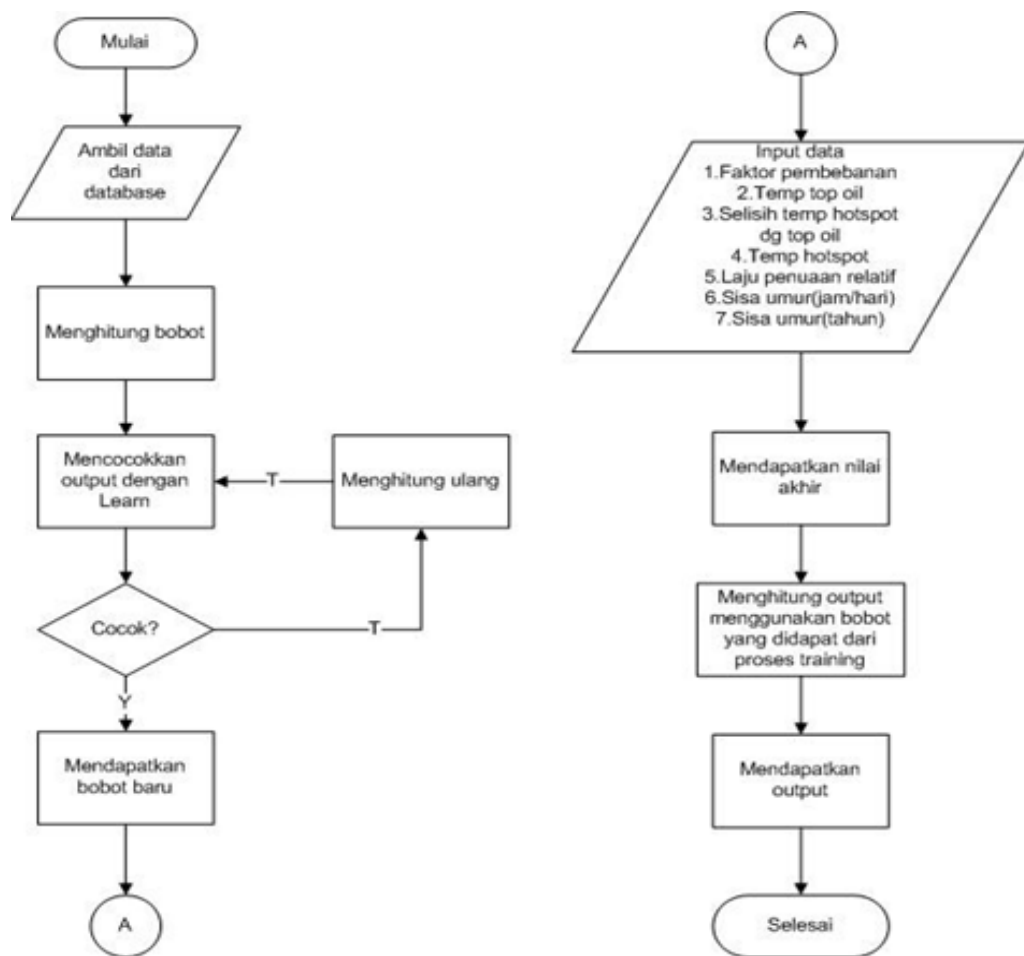 Mulai
Ambil data
dari
database
Menghitung bobot
Mencocokkan
output dengan
Learn
T
Menghitung ulang
Cocok?
T
Y
Mendapatkan
bobot baru
A
A
Input data
1.Faktor pembebanan
2.Temp top oil
3.Selisih temp hotspot
dg top oil
4.Temp hotspot
5.Laju penuaan relatif
6.Sisa umur(jam/hari)
7.Sisa umur(tahun)
Mendapatkan nilai
akhir
Menghitung output
menggunakan bobot
yang didapat dari
proses training
Mendapatkan
output
Selesai